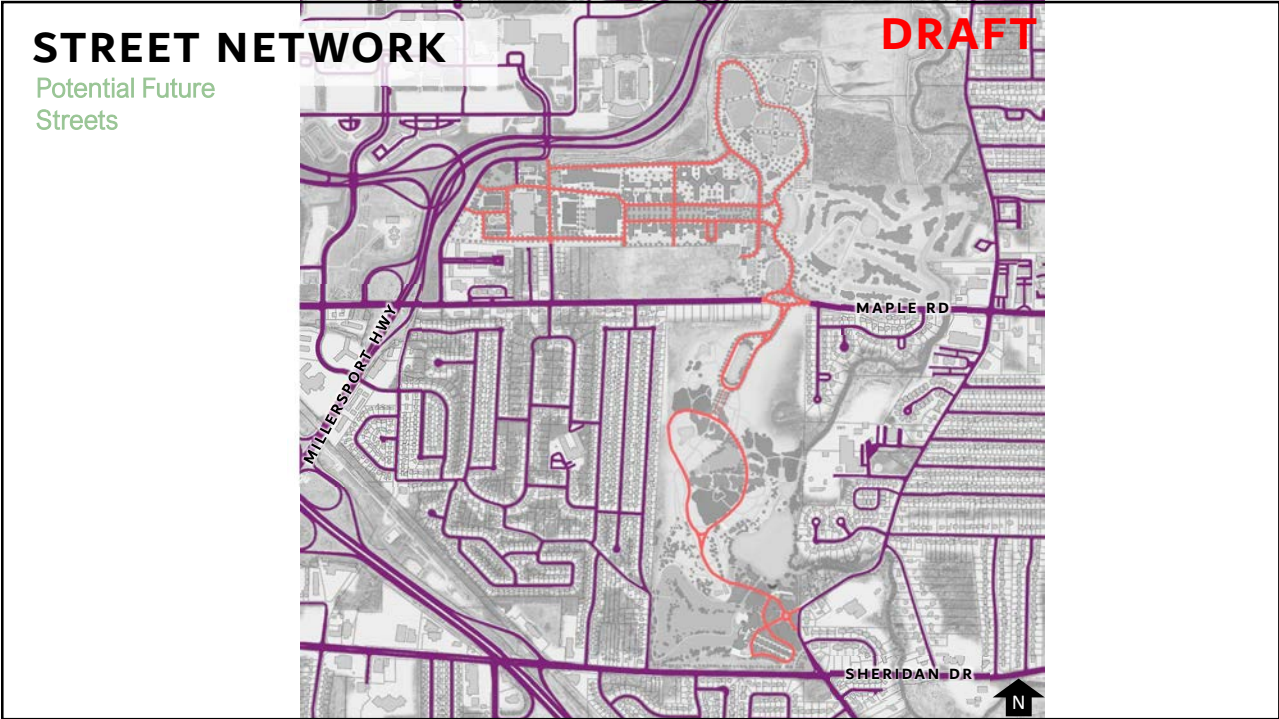 STREET NETWORK
Potential Future
Streets
DRAFT
MAPLE RD
MILLERSPORT HWY
SHERIDAN DR
N